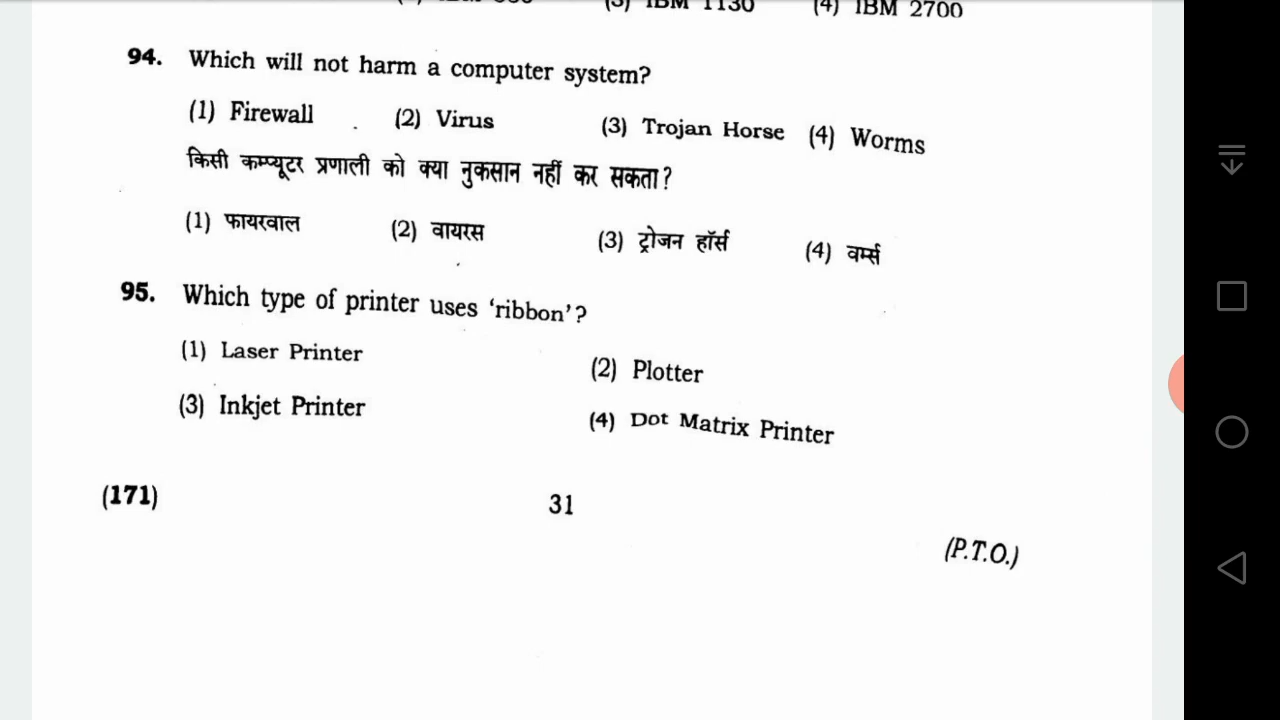 (3) IBM 1130 (4) IBM 2700
94. Which will not harm a computer system?
(1) Firewall (2) Virus (3) Trojan Horse (4) Worms
किसी कम्प्यूटर प्रणाली को क्या नुकसान नहीं कर सकता?
(1) फायरवाल (2) वायरस (3) ट्रोजन हॉर्स (4) वर्म्स
95. Which type of printer uses ‘ribbon’?
(1) Laser Printer (2) Plotter
(3) Inkjet Printer (4) Dot Matrix Printer
(171) 31 (P.T.O.)